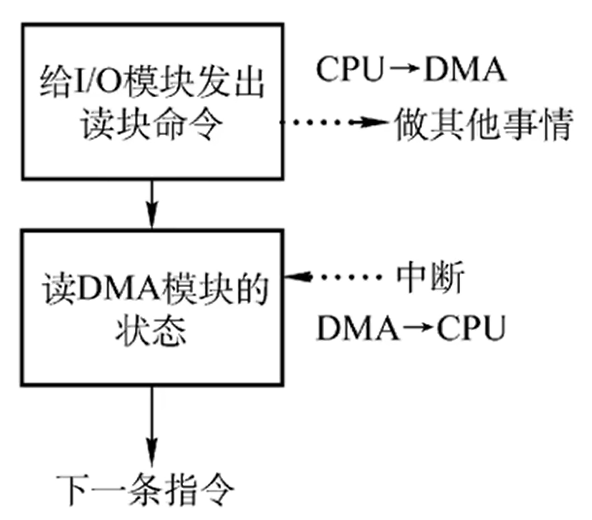 给I/O模块发出
读块命令
CPU→DMA
做其他事情
读DMA模块的
状态
中断
DMA→CPU
下一条指令